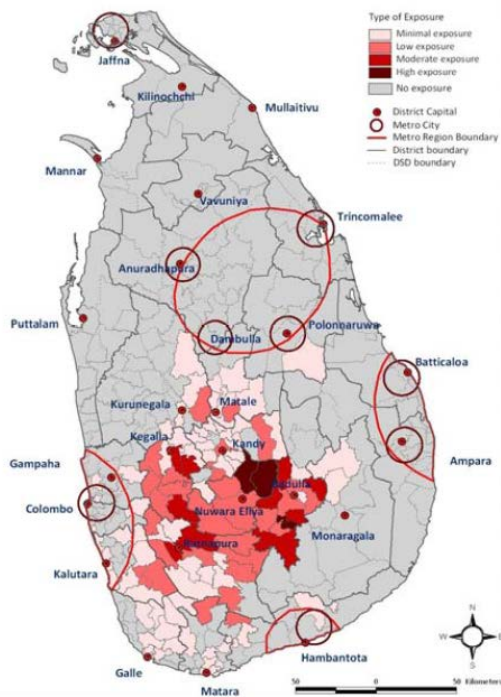 Type of Exposure
Minimal exposure
Low exposure
Moderate exposure
High exposure
No exposure
District Capital
Metro City
Metro Region Boundary
District boundary
DSD boundary
Jaffna
Kilinochchi
Mullaitivu
Mannar
Vavuniya
Trincomalee
Anuradhapura
Puttalam
Dambulla
Polonnaruwa
Batticaloa
Kurunegala
Matale
Kegalla
Kandy
Ampara
Gampaha
Badulla
Colombo
Nuwara Eliya
Monaragala
Ratnapura
Kalutara
Hambantota
Galle
Matara
N
W
S
50
0
50 Kilometers